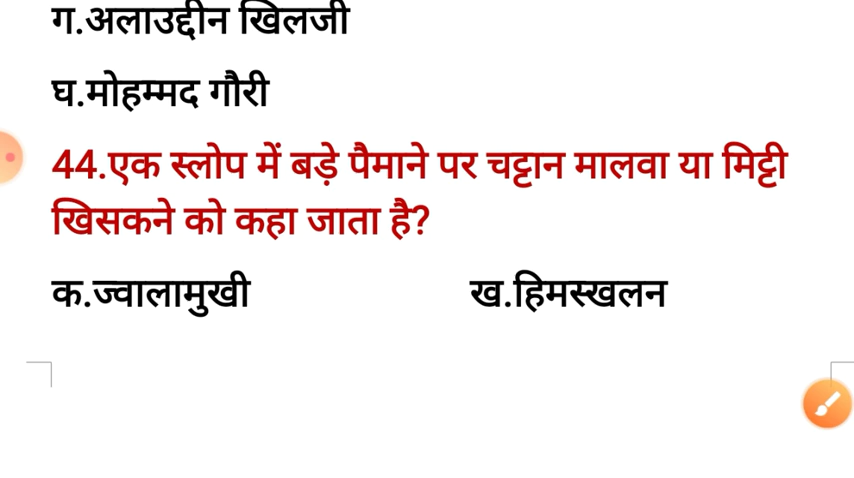 ग.अलाउद्दीन खिलजी
घ.मोहम्मद गौरी
44.एक स्लोप में बड़े पैमाने पर चट्टान मालवा या मिट्टी
खिसकने को कहा जाता है?
क.ज्वालामुखी ख.हिमस्खलन